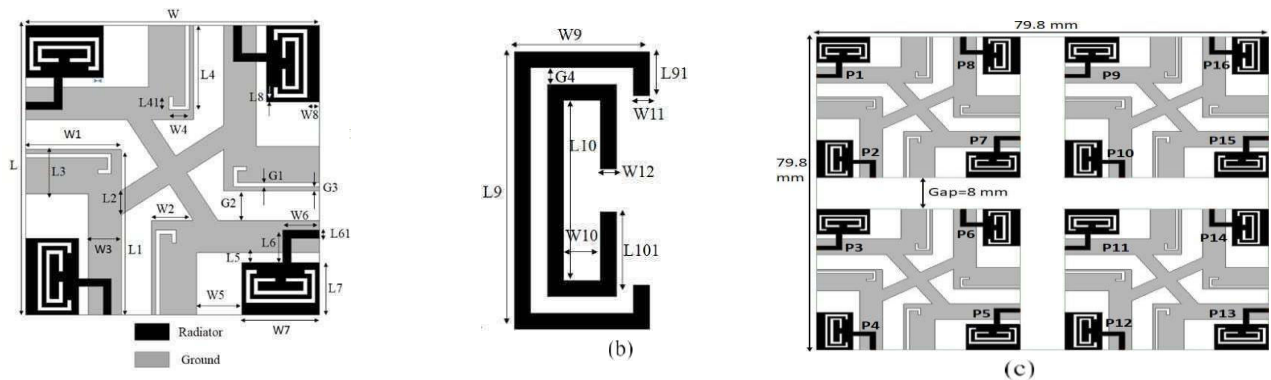 W
L4
L41
W4
L8
W8
W1
L
L3
L2
G1
G3
G2
W2
W6
L61
W3
L1
L6
L5
L7
W5
W7
Radiator
Ground
W9
G4
L91
W11
L10
W12
L9
W10
L101
(b)
79.8 mm
79.8
mm
P1
P8
P9
P16
P2
P7
P10
P15
Gap=8 mm
P3
P6
P11
P14
P4
P5
P12
P13
(c)